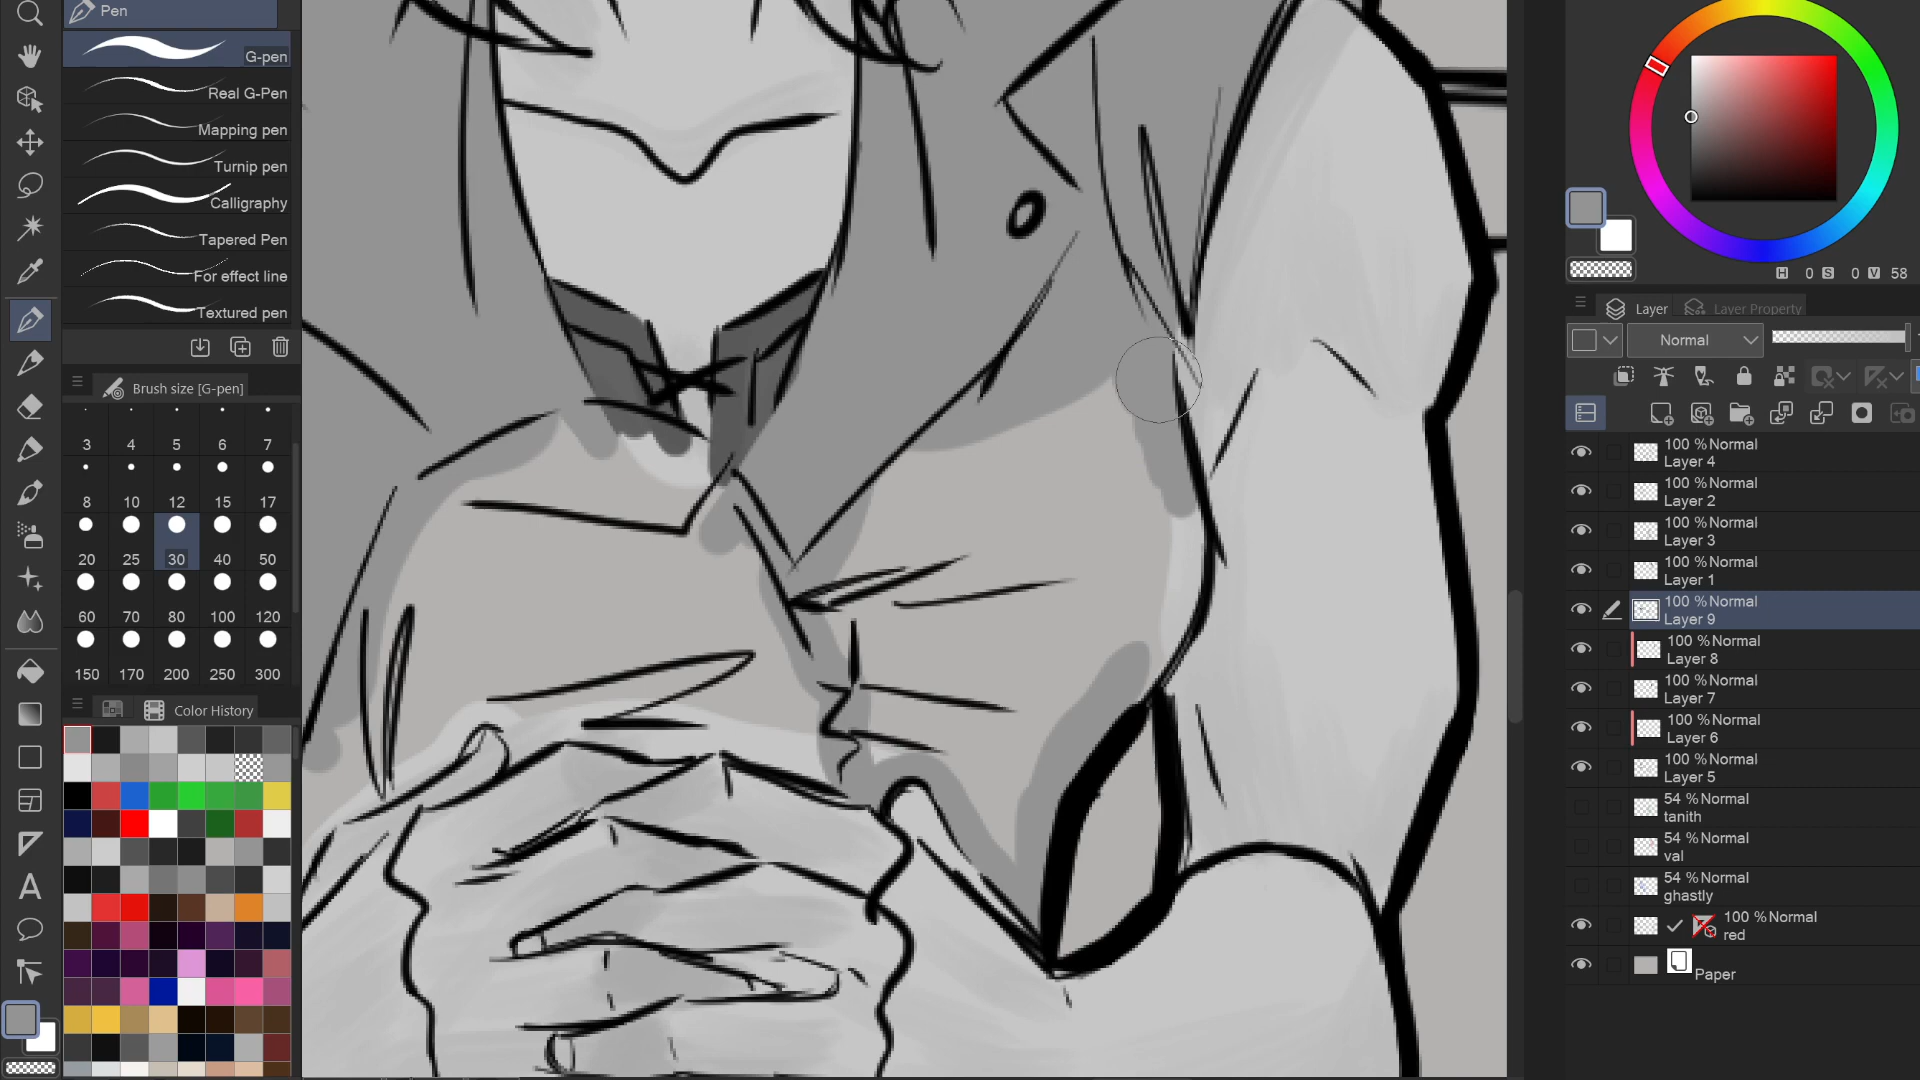 Pen
G-pen
Real G-Pen
Mapping pen
Turnip pen
Calligraphy
Tapered Pen
For effect line
Textured pen
Brush size [G-pen]
3 4 5 6 7
8 10 12 15 17
20 25 30 40 50
60 70 80 100 120
150 170 200 250 300
Color History
H 0 S 0 V 58
Layer Layer Property
Normal
100 %Normal
Layer 4
100 %Normal
Layer 2
100 %Normal
Layer 3
100 %Normal
Layer 1
100 %Normal
Layer 9
100 %Normal
Layer 8
100 %Normal
Layer 7
100 %Normal
Layer 6
100 %Normal
Layer 5
54 %Normal
tanith
54 %Normal
val
54 %Normal
ghastly
100 %Normal
red
Paper